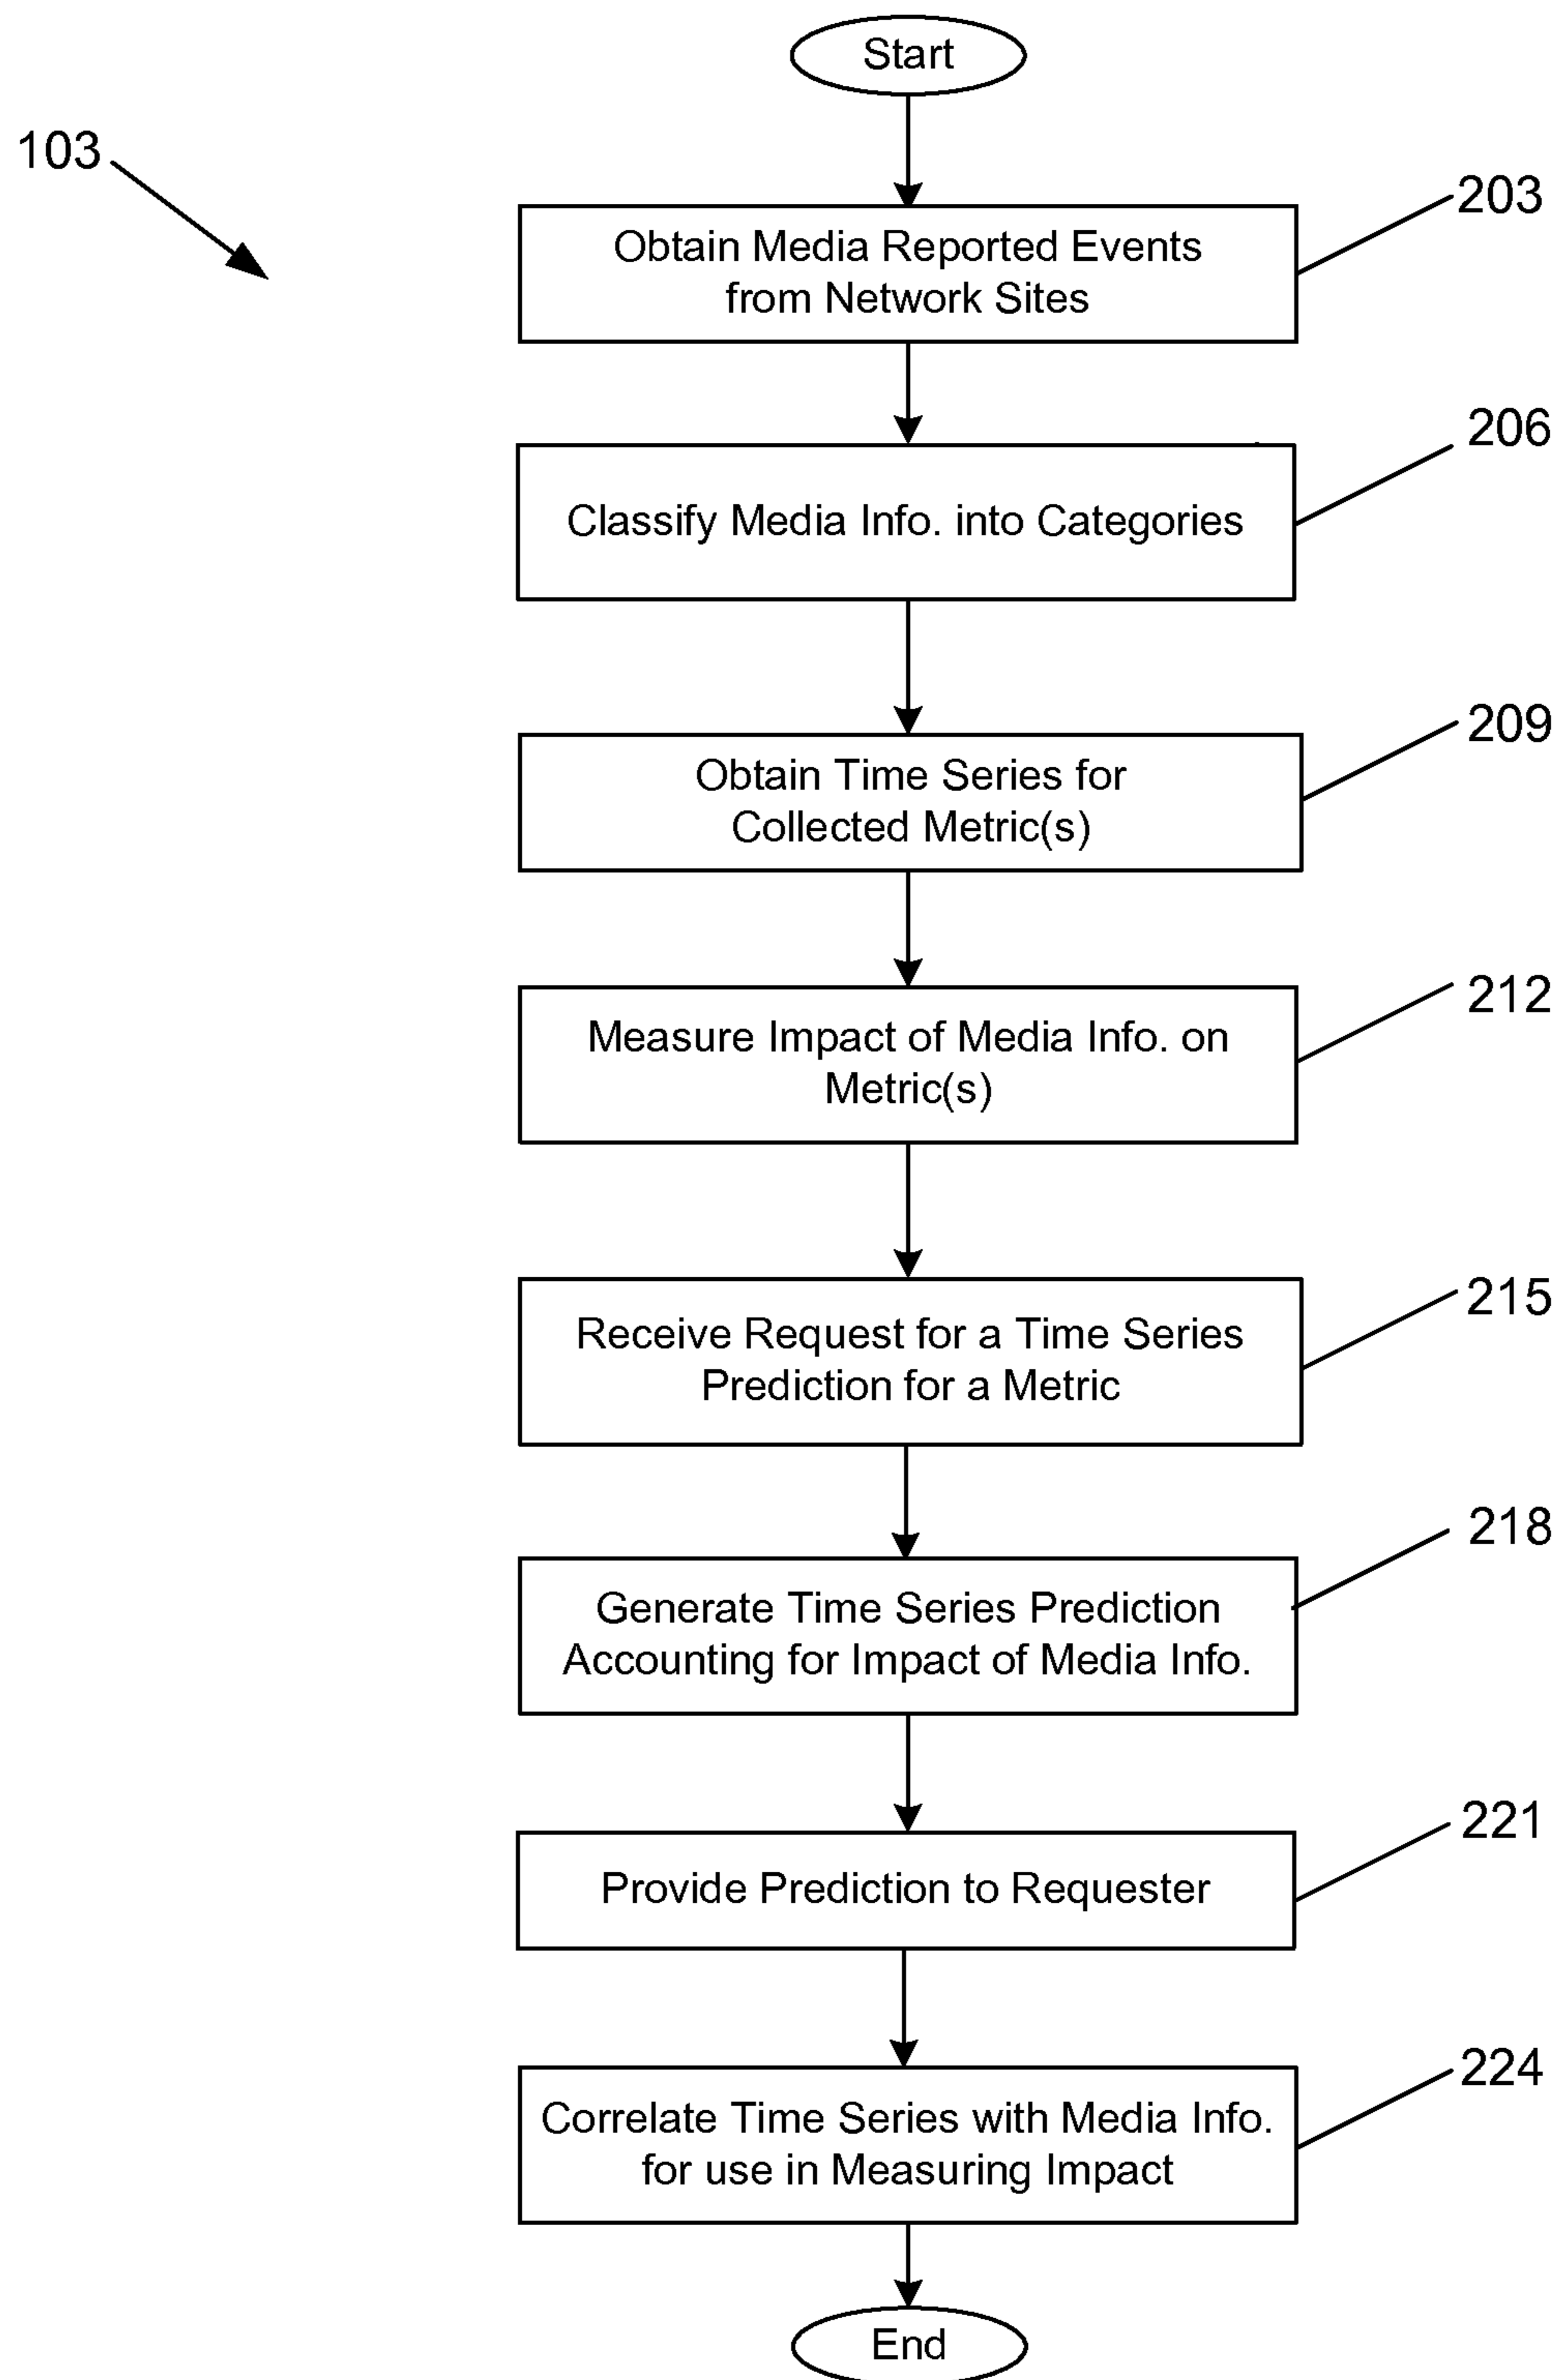 Start
103
203
Obtain Media Reported Events
from Network Sites
206
Classify Media Info. into Categories
209
Obtain Time Series for
Collected Metric(s)
212
Measure Impact of Media Info. on
Metric(s)
215
Receive Request for a Time Series
Prediction for a Metric
218
Generate Time Series Prediction
Accounting for Impact of Media Info.
221
Provide Prediction to Requester
224
Correlate Time Series with Media Info.
for use in Measuring Impact
End